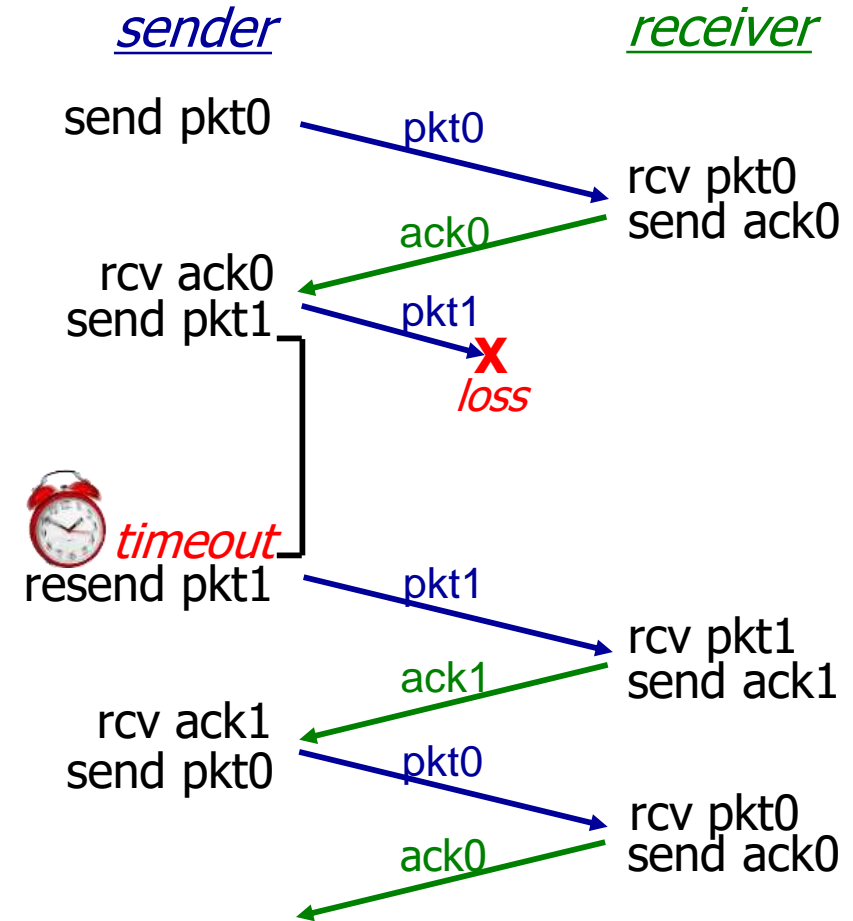 sender
receiver
send pkt0
pkt0
rcv pkt0
send ack0
ack0
rcv ack0
send pkt1
pkt1
X
loss
timeout
resend pkt1
pkt1
rcv pkt1
send ack1
ack1
rcv ack1
send pkt0
pkt0
rcv pkt0
send ack0
ack0